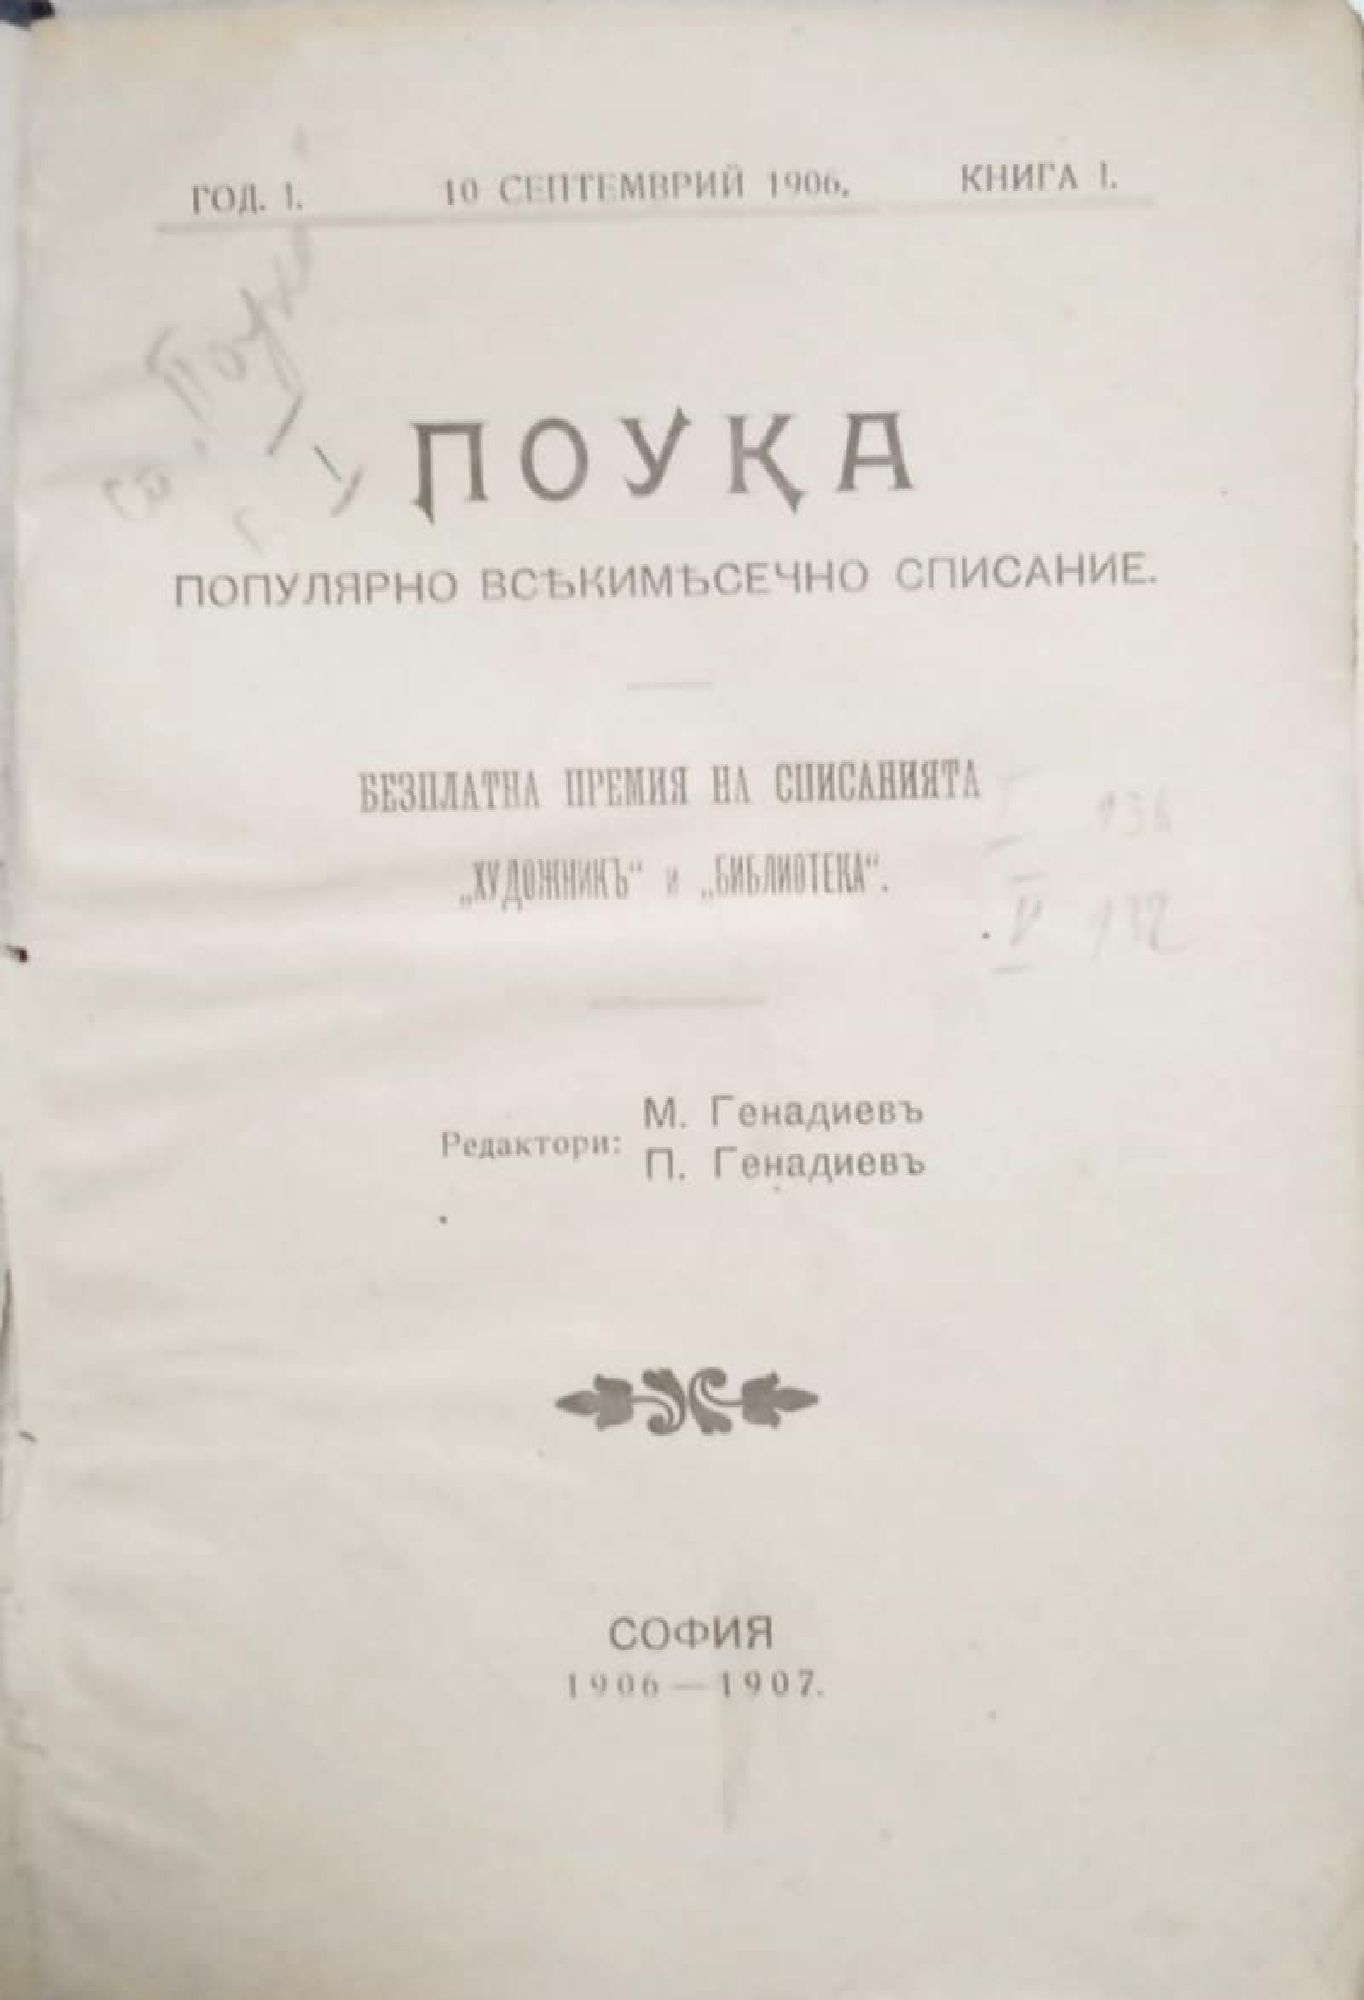 ГОД. I. 10 СЕПТЕМВРИЙ 1906. КНИГА I.
Поука
ПОУКА
ПОПУЛЯРНО ВСѢКИМѢСЕЧНО СПИСАНИЕ.
БЕЗПЛАТНА ПРЕМИЯ НА СПИСАНИЯТА
„ХУДОЖНИКЪ“ и „БИБЛИОТЕКА“.
Редактори:
М. Генадиевъ
П. Генадиевъ
СОФИЯ
1906—1907.